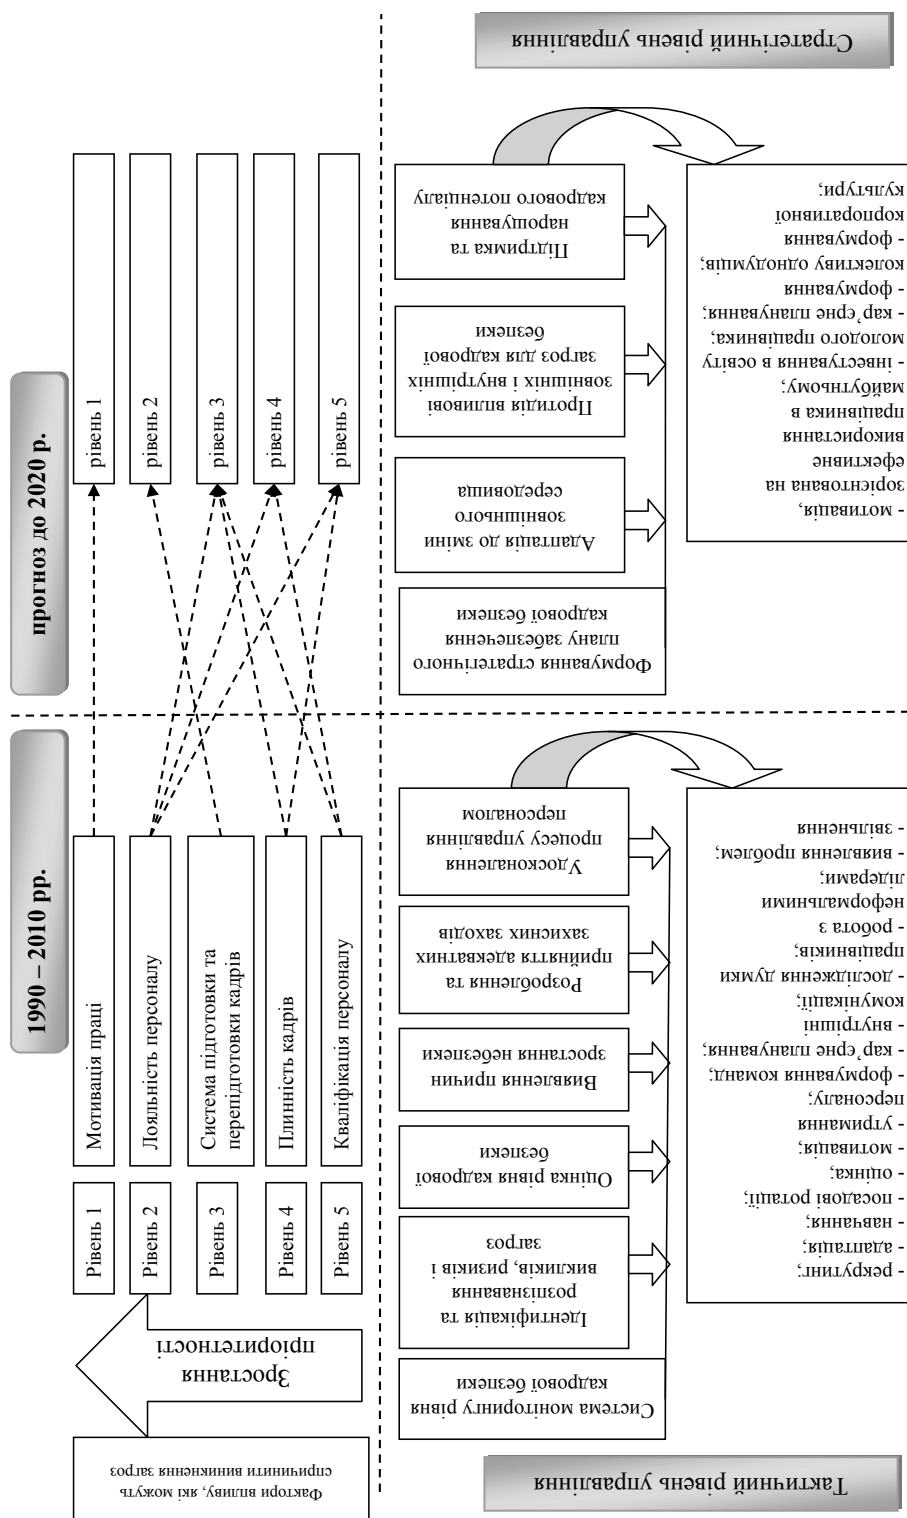 Фактори впливу, які можуть
спричинити виникнення загроз
Зростання
пріоритетності
1990 – 2010 рр.
прогноз до 2020 р.
Рівень 1
Мотивація праці
рівень 1
Рівень 2
Лояльність персоналу
рівень 2
Рівень 3
Система підготовки та
перепідготовки кадрів
рівень 3
Рівень 4
Плинність кадрів
рівень 4
Рівень 5
Кваліфікація персоналу
рівень 5
Тактичний рівень управління
Система моніторингу рівня
кадрової безпеки
Ідентифікація та
розпізнавання
викликів, ризиків і
загроз
Оцінка рівня кадрової
безпеки
Виявлення причин
зростання небезпеки
Розроблення та
прийняття адекватних
захисних заходів
Удосконалення
процесу управління
персоналом
- рекрутинг;
- адаптація;
- навчання;
- посадові ротації;
- оцінка;
- мотивація;
- утримання
персоналу;
- формування команд;
- кар’єрне планування;
- внутрішні
комунікації;
- дослідження думки
працівників;
- робота з
неформальними
лідерами;
- виявлення проблем;
- звільнення
Стратегічний рівень управління
Формування стратегічного
плану забезпечення
кадрової безпеки
Адаптація до зміни
зовнішнього
середовища
Протидія впливові
зовнішніх і внутрішніх
загроз для кадрової
безпеки
Підтримка та
нарощування
кадрового потенціалу
- мотивація,
зорієнтована на
ефективне
використання
працівника в
майбутньому;
- інвестування в освіту
молодого працівника;
- кар’єрне планування;
- формування
колективу однодумців;
- формування
корпоративної
культури;